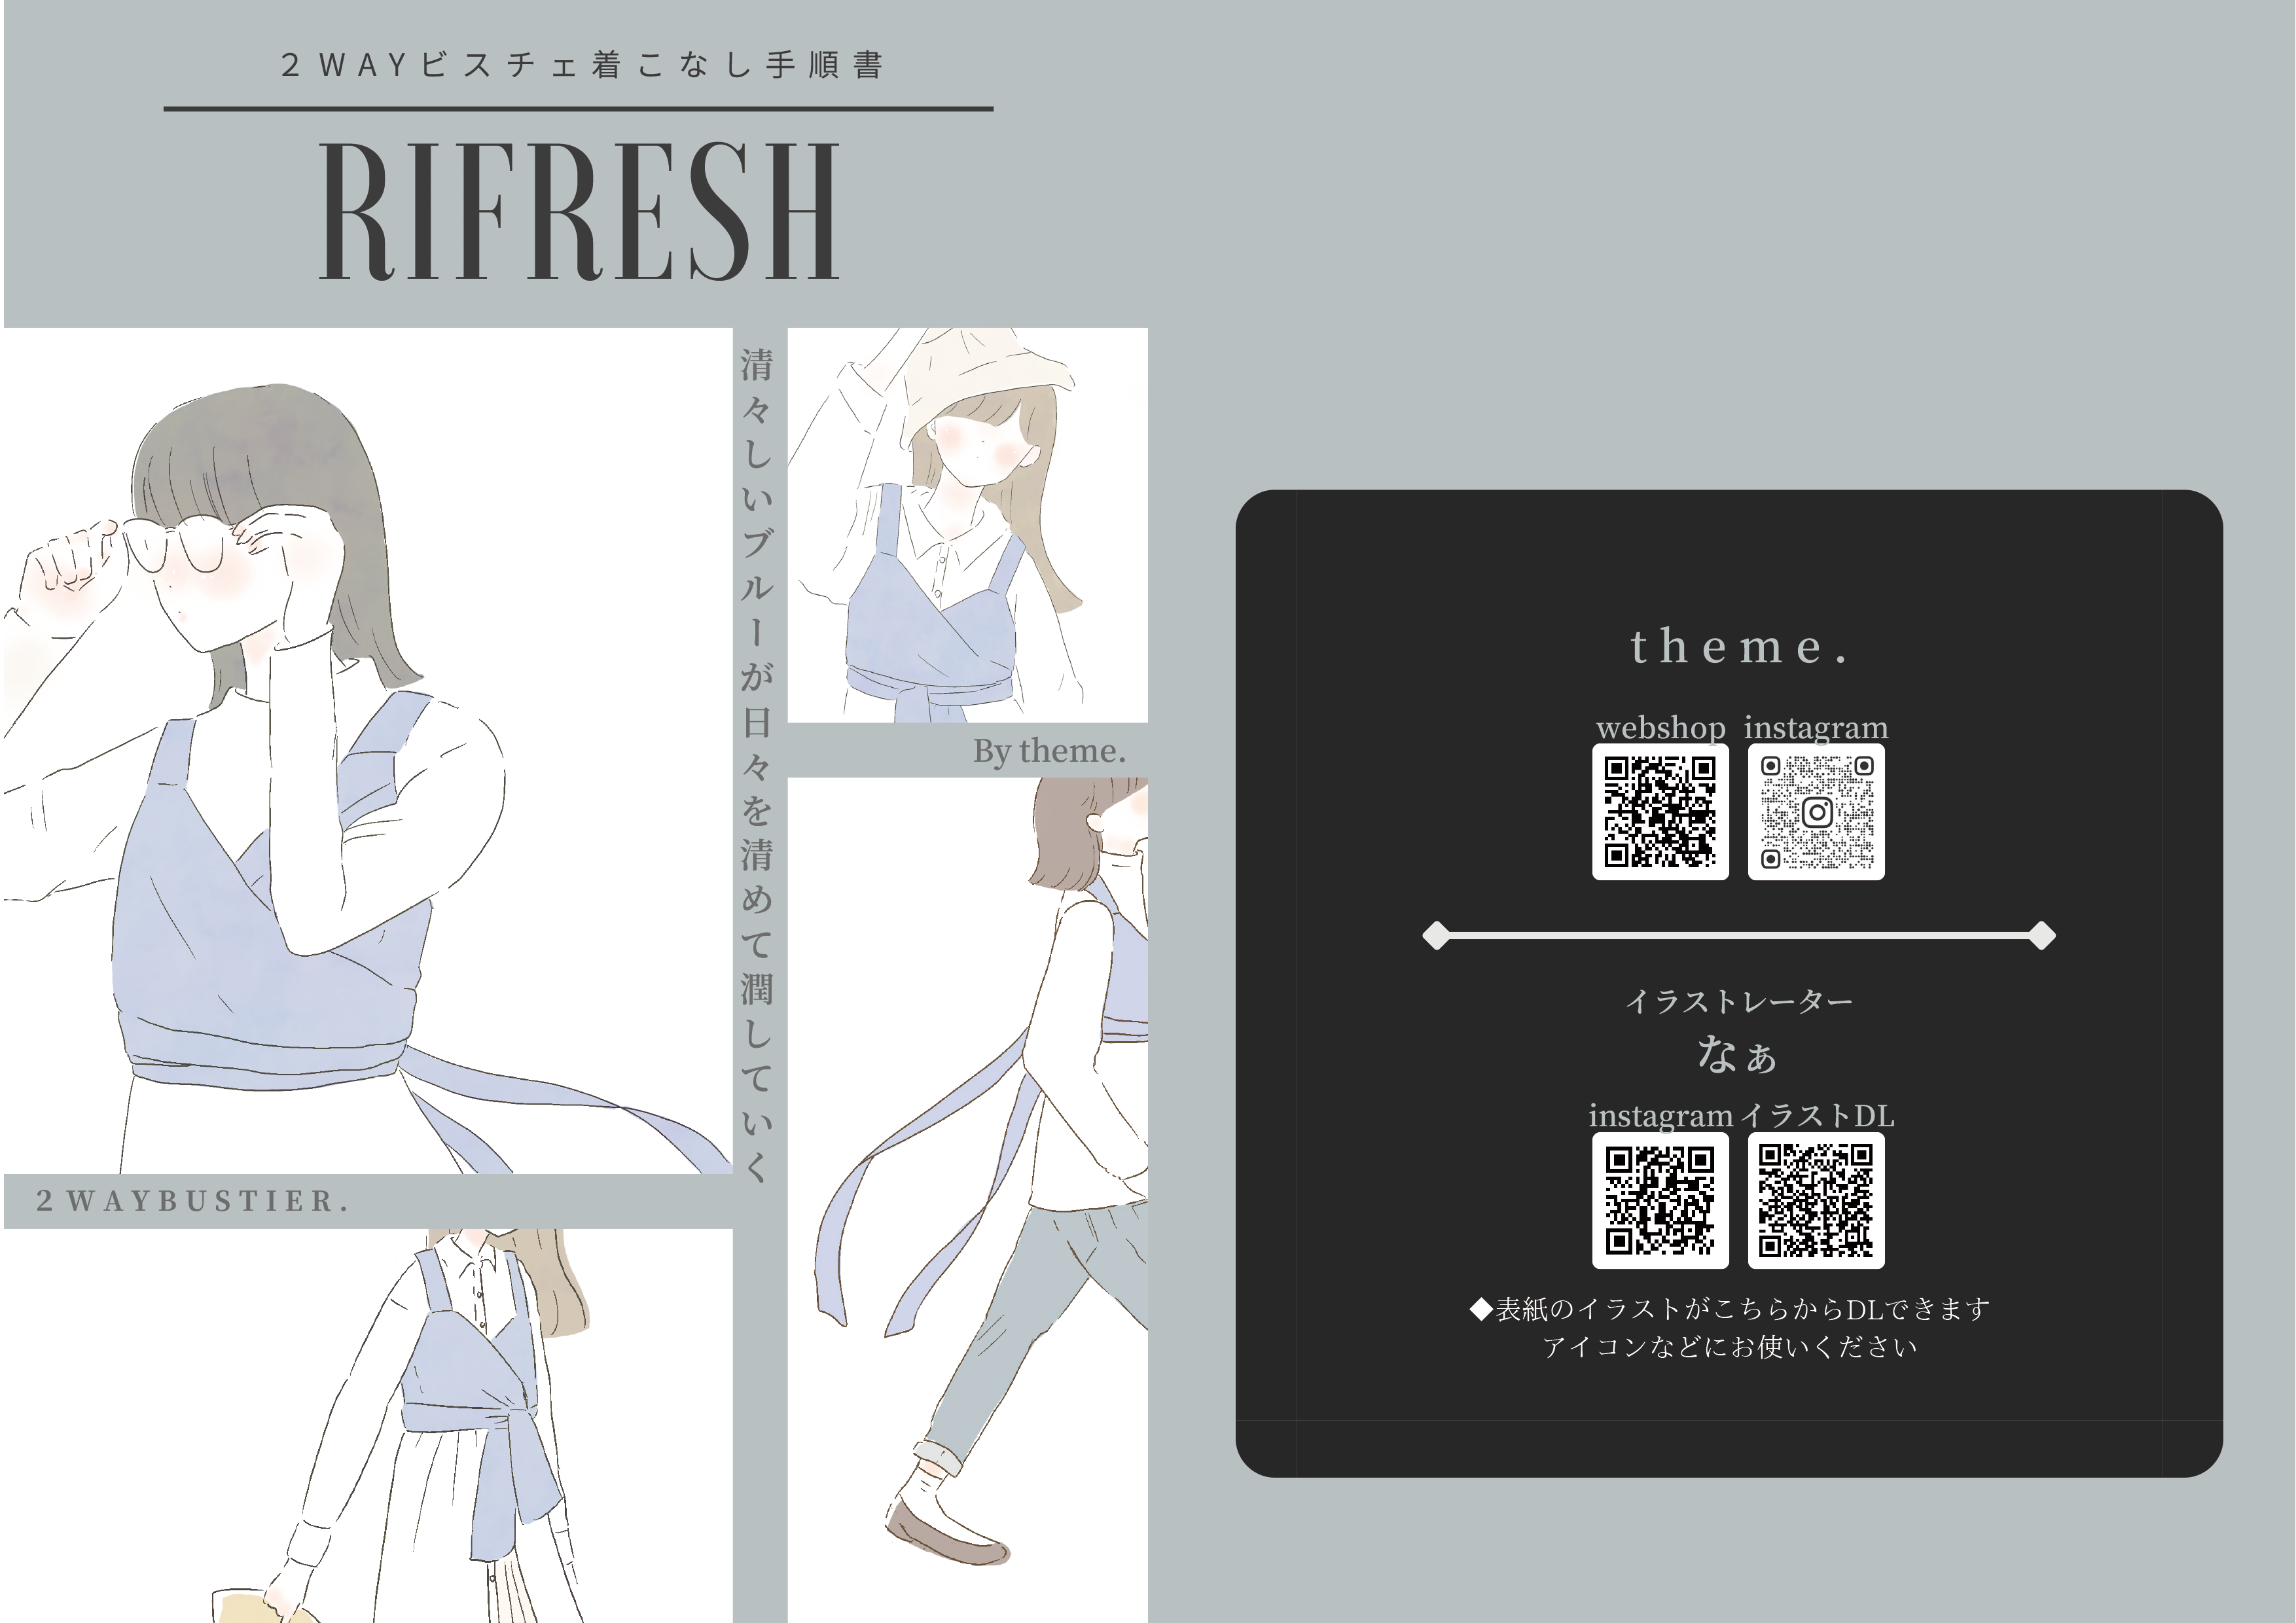 ２WAYビスチェ着こなし手順書
RIFRESH
清々しいブルーが日々を清めて潤していく
By theme.
２WAYBUSTIER.
theme.
webshop instagram
イラストレーター
なぁ
instagram イラストDL
◆表紙のイラストがこちらからDLできます
アイコンなどにお使いください